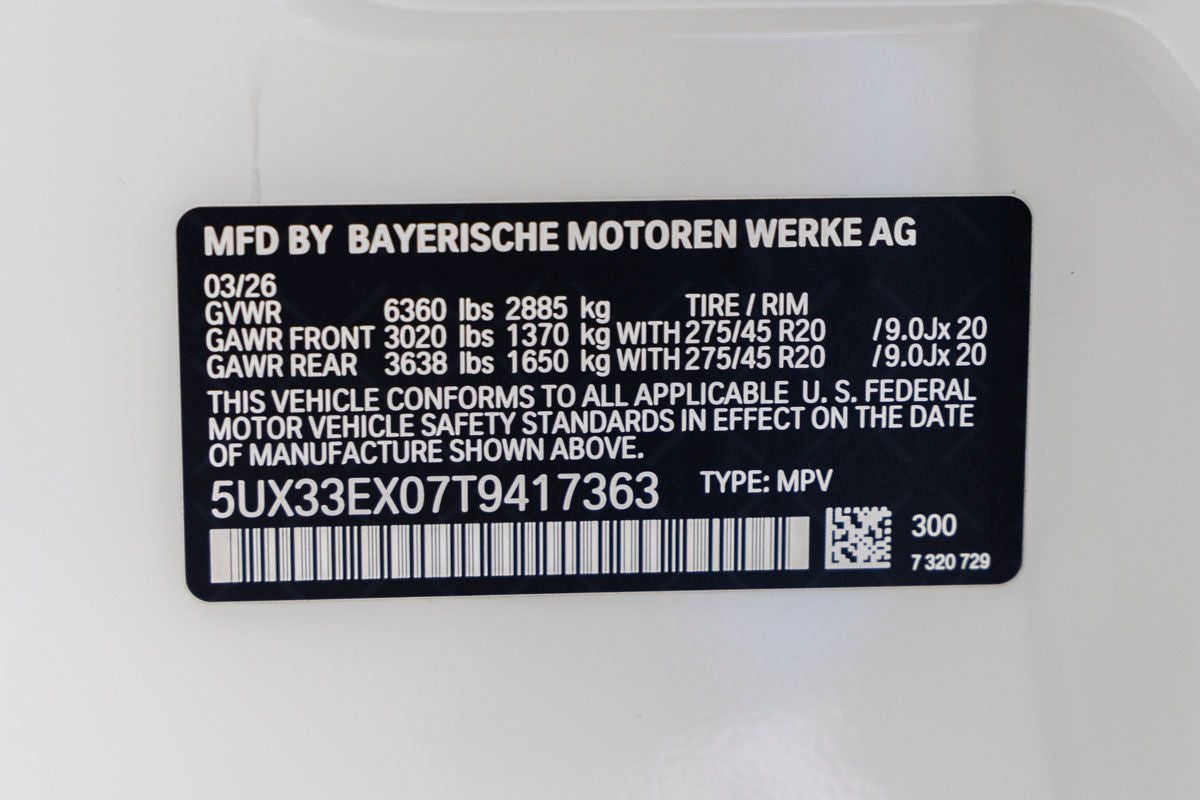 MFD BY BAYERISCHE MOTOREN WERKE AG
03/26
GVWR 6360 lbs 2885 kg TIRE / RIM
GAWR FRONT 3020 lbs 1370 kg WITH 275/45 R20 /9.0Jx 20
GAWR REAR 3638 lbs 1650 kg WITH 275/45 R20 /9.0Jx 20
THIS VEHICLE CONFORMS TO ALL APPLICABLE U. S. FEDERAL
MOTOR VEHICLE SAFETY STANDARDS IN EFFECT ON THE DATE
OF MANUFACTURE SHOWN ABOVE.
5UX33EX07T9417363 TYPE: MPV
300
7 320 729